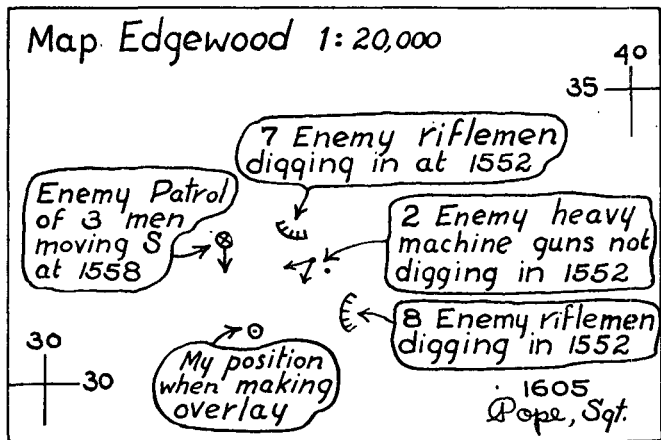 Map Edgewood 1:20,000
40
35
7 Enemy riflemen
digging in at 1552
Enemy Patrol
of 3 men
moving S
at 1558
2 Enemy heavy
machine guns not
digging in 1552
8 Enemy riflemen
digging in 1552
30
30
My position
when making
overlay
1605
Pope, Sgt.